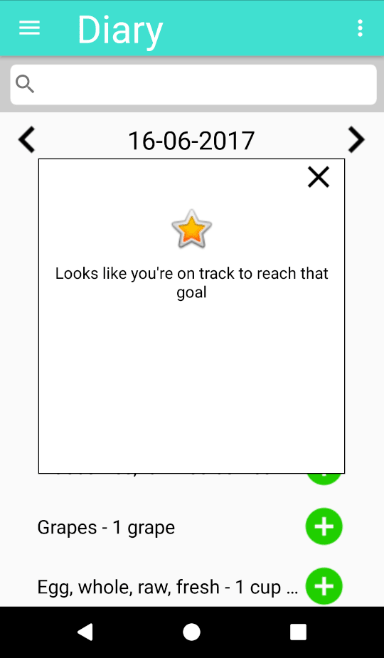 Diary
16-06-2017
Looks like you're on track to reach that
goal
Grapes - 1 grape
Egg, whole, raw, fresh - 1 cup ...